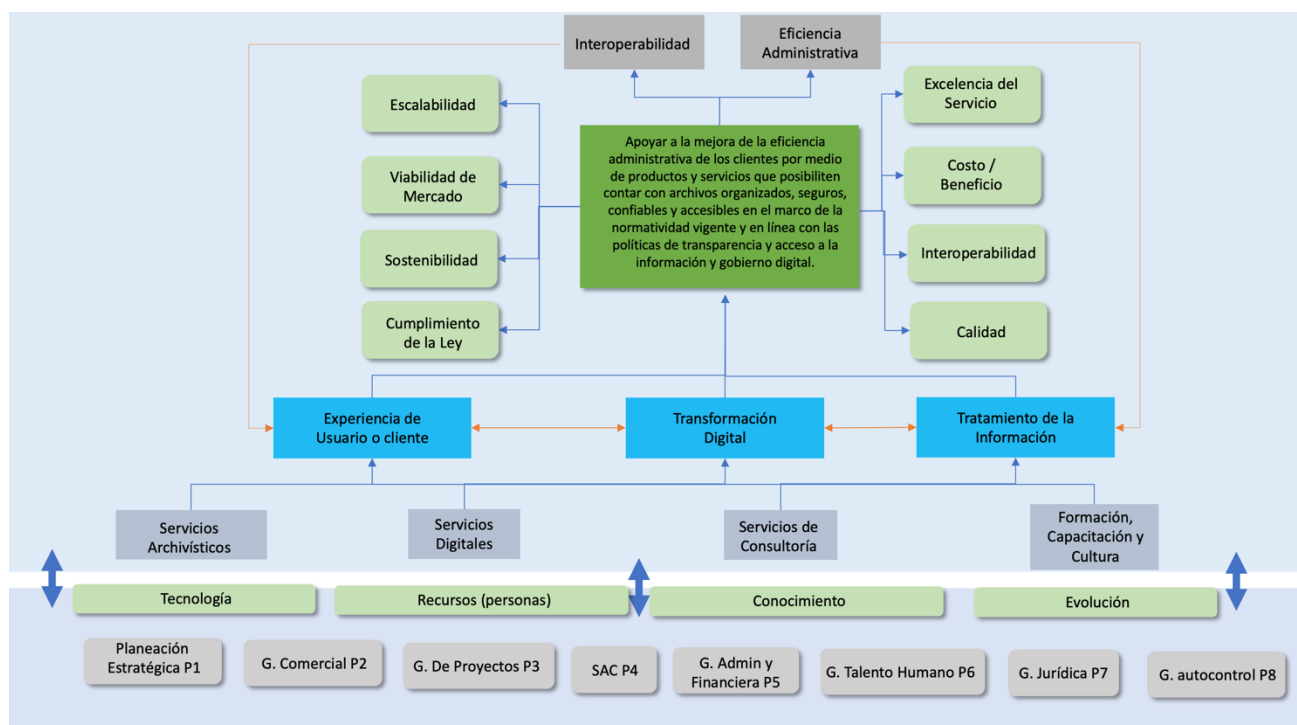 Interoperabilidad
Eficiencia
Administrativa
Escalabilidad
Viabilidad de
Mercado
Sostenibilidad
Cumplimiento
de la Ley
Apoyar a la mejora de la eficiencia
administrativa de los clientes por medio
de productos y servicios que posibiliten
contar con archivos organizados, seguros,
confiables y accesibles en el marco de la
normatividad vigente y en línea con las
políticas de transparencia y acceso a la
información y gobierno digital.
Excelencia del
Servicio
Costo /
Beneficio
Interoperabilidad
Calidad
Experiencia de
Usuario o cliente
Transformación
Digital
Tratamiento de la
Información
Servicios
Archivísticos
Servicios
Digitales
Servicios de
Consultoría
Formación,
Capacitación y
Cultura
Tecnología
Recursos (personas)
Conocimiento
Evolución
Planeación
Estratégica P1
G. Comercial P2
G. De Proyectos P3
SAC P4
G. Admin y
Financiera P5
G. Talento Humano P6
G. Jurídica P7
G. autocontrol P8